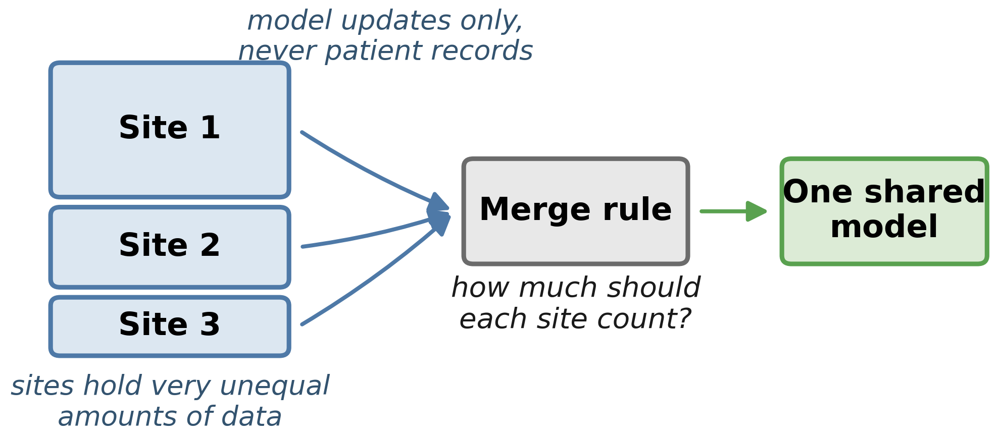 model updates only,
never patient records
Site 1
Site 2
Site 3
sites hold very unequal
amounts of data
Merge rule
how much should
each site count?
One shared
model